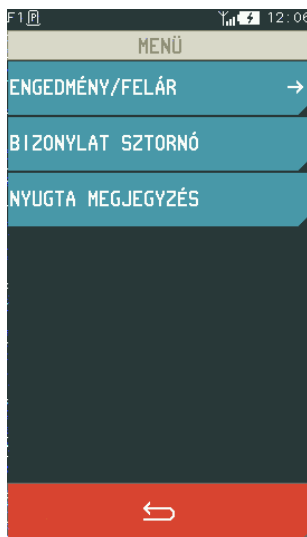 F1 P 12:06
MENÜ
ENGEDMÉNY/FELÁR →
BIZONYLAT SZTORNÓ
NYUGTA MEGJEGYZÉS